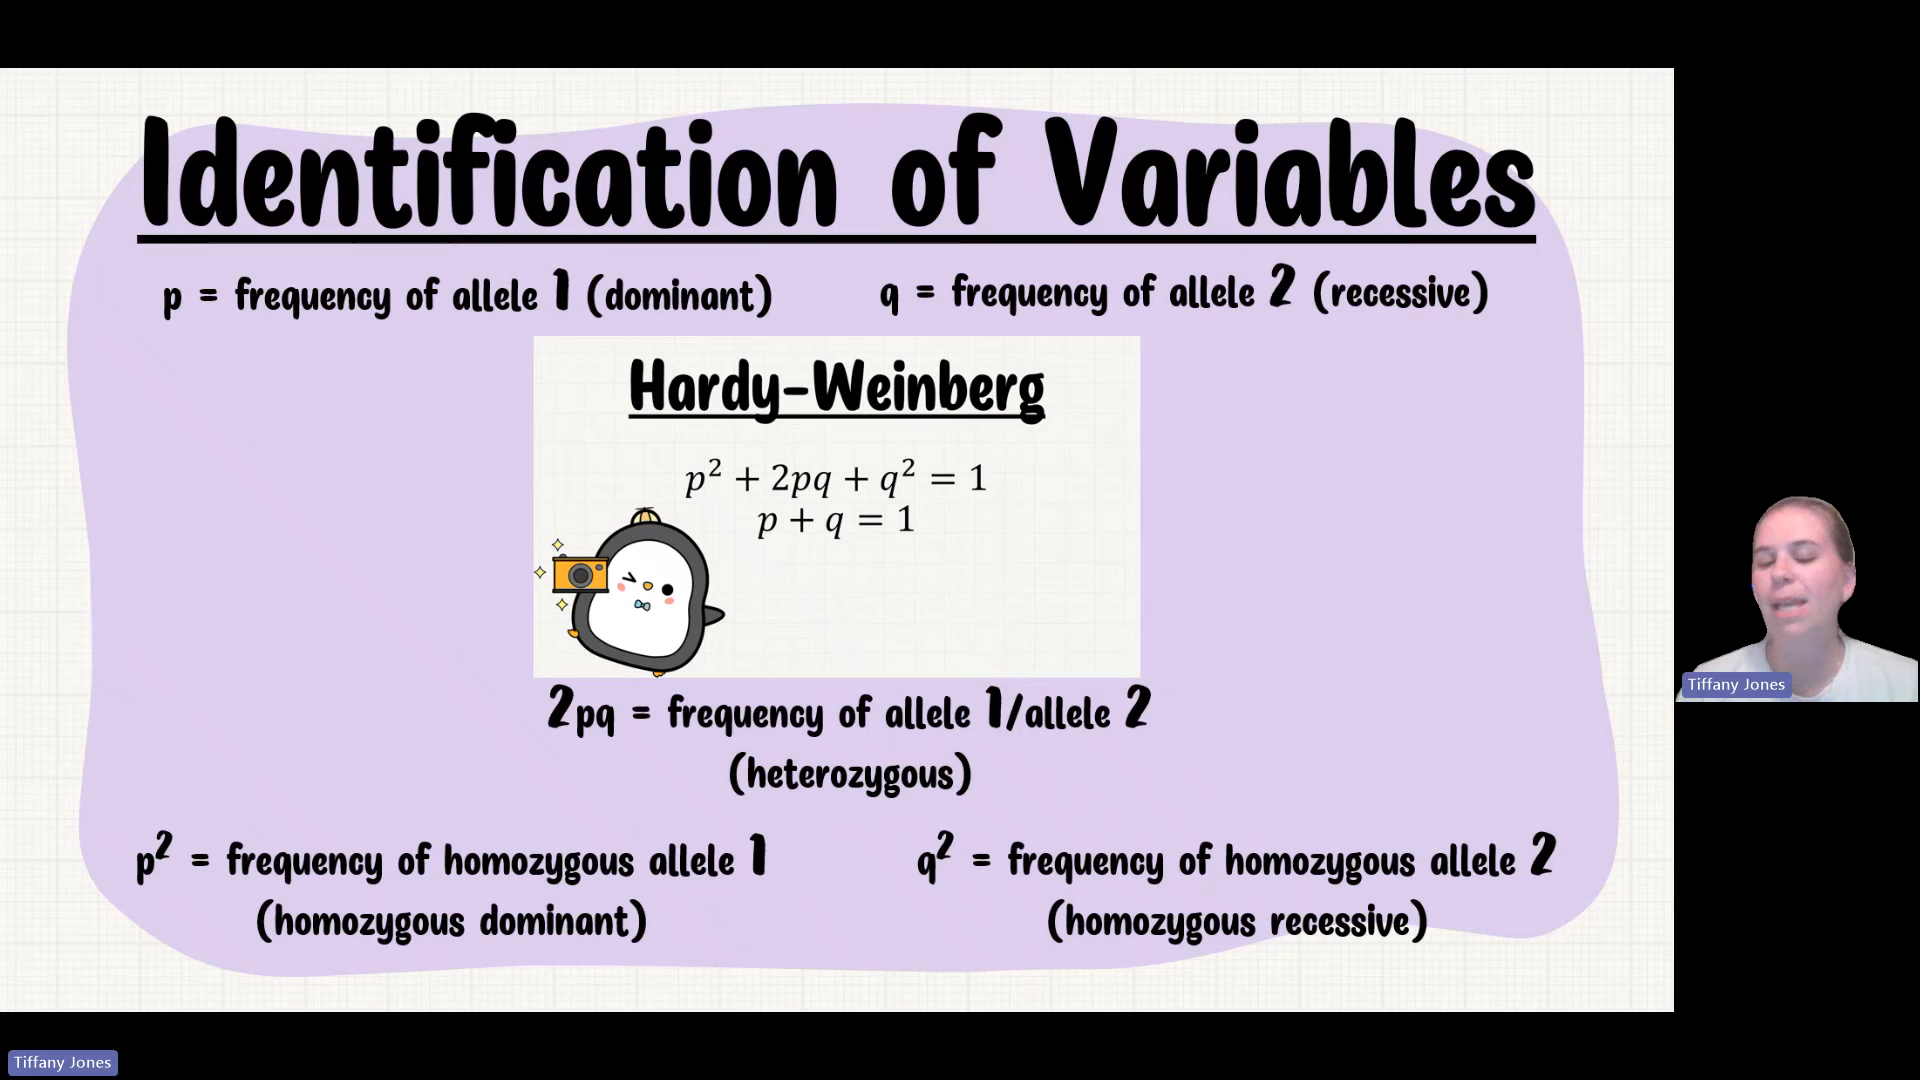 Identification of Variables
p = frequency of allele 1 (dominant)
q = frequency of allele 2 (recessive)
Hardy-Weinberg
p² + 2pq + q² = 1
p + q = 1
2pq = frequency of allele 1/allele 2
(heterozygous)
p² = frequency of homozygous allele 1
(homozygous dominant)
q² = frequency of homozygous allele 2
(homozygous recessive)
Tiffany Jones
Tiffany Jones